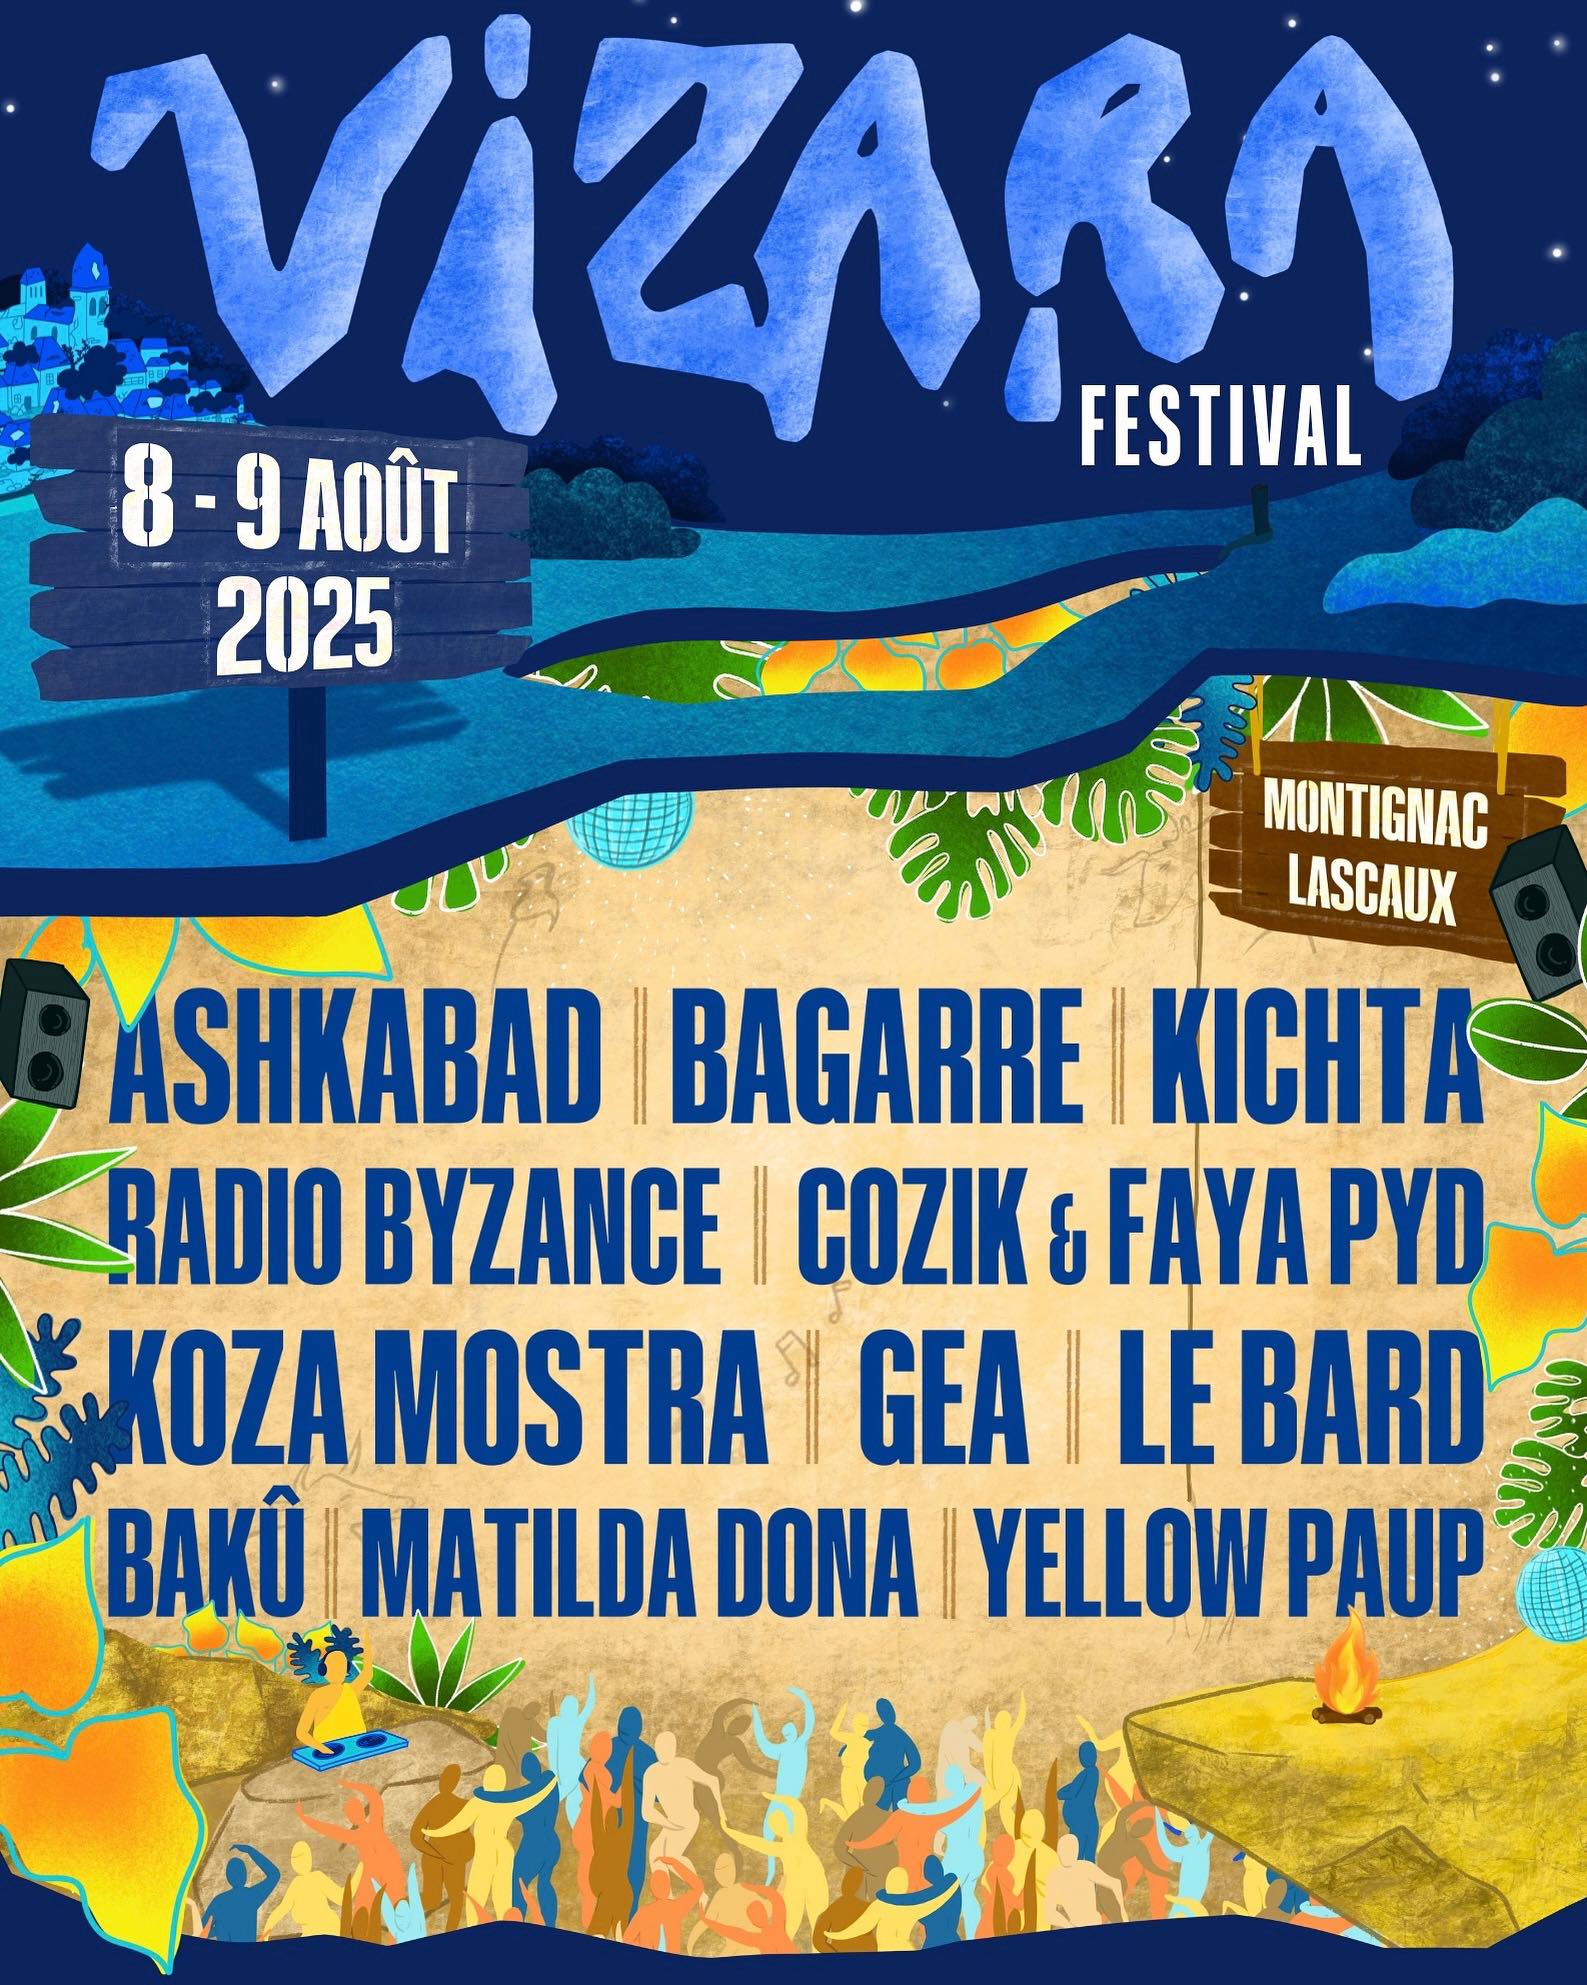 VIZARA
FESTIVAL
8 - 9 AOÛT
2025
MONTIGNAC
LASCAUX
ASHKABAD | BAGARRE | KICHTA
RADIO BYZANCE | COZIK & FAYA PYD
KOZA MOSTRA | GEA | LE BARD
BAKÛ | MATILDA DONA | YELLOW PAUP